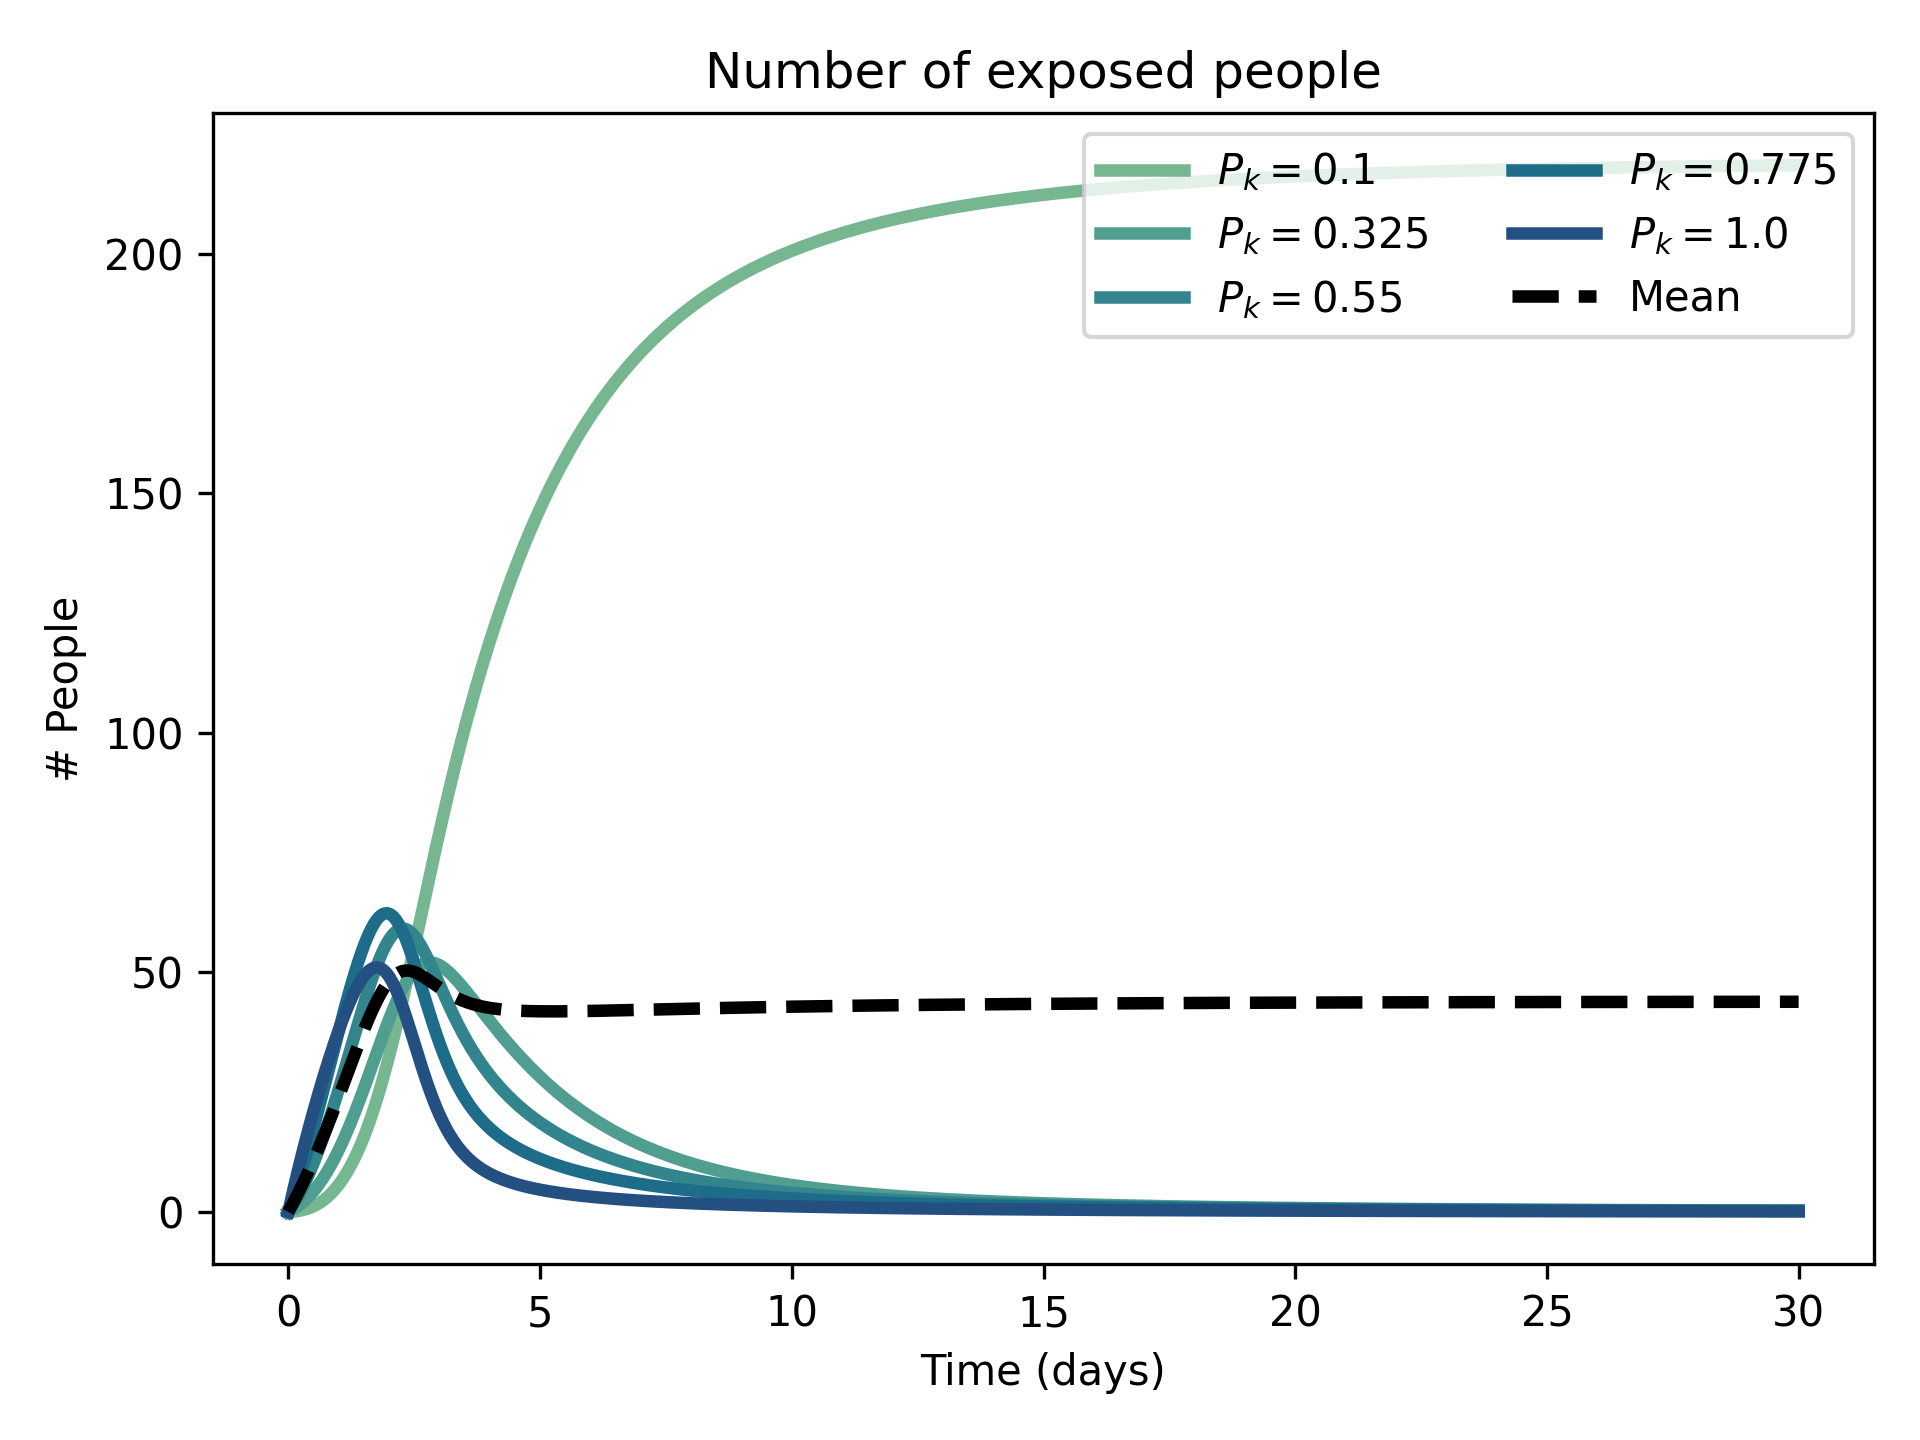 Number of exposed people
# People
200
150
100
50
0
0 5 10 15 20 25 30
Time (days)
P_k = 0.1
P_k = 0.325
P_k = 0.55
P_k = 0.775
P_k = 1.0
Mean